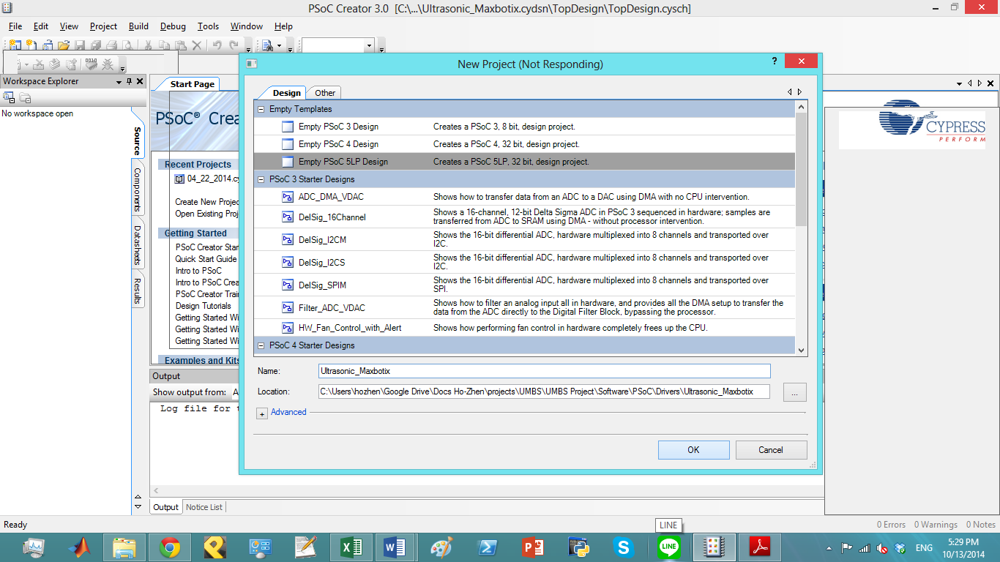 PSoC Creator 3.0 [C:\...\Ultrasonic_Maxbotix.cydsn\TopDesign\TopDesign.cysch]
File Edit View Project Build Debug Tools Window Help
Workspace Explorer
No workspace open
Source
Components
Datasheets
Results
Start Page
PSoC® Crea
Recent Projects
04_22_2014.cy
Create New Projec
Open Existing Proj
Getting Started
PSoC Creator Star
Quick Start Guide
Intro to PSoC
Intro to PSoC Crea
PSoC Creator Train
Design Tutorials
Getting Started Wi
Getting Started Wi
Getting Started Wi
Examples and Kits
New Project (Not Responding)
?
Design Other
Empty Templates
Empty PSoC 3 Design Creates a PSoC 3, 8 bit, design project.
Empty PSoC 4 Design Creates a PSoC 4, 32 bit, design project.
Empty PSoC 5LP Design Creates a PSoC 5LP, 32 bit, design project.
PSoC 3 Starter Designs
ADC_DMA_VDAC Shows how to transfer data from an ADC to a DAC using DMA with no CPU intervention.
DelSig_16Channel Shows a 16-channel, 12-bit Delta Sigma ADC in PSoC 3 sequenced in hardware; samples are
transferred from ADC to SRAM using DMA - without processor intervention.
DelSig_I2CM Shows the 16-bit differential ADC, hardware multiplexed into 8 channels and transported over
I2C.
DelSig_I2CS Shows the 16-bit differential ADC, hardware multiplexed into 8 channels and transported over
I2C.
DelSig_SPIM Shows the 16-bit differential ADC, hardware multiplexed into 8 channels and transported over
SPI.
Filter_ADC_VDAC Shows how to filter an analog input all in hardware, and provides all the DMA setup to transfer the
data from the ADC directly to the Digital Filter Block, bypassing the processor.
HW_Fan_Control_with_Alert Shows how performing fan control in hardware completely frees up the CPU.
PSoC 4 Starter Designs
Name: Ultrasonic_Maxbotix
Location: C:\Users\hozhen\Google Drive\Docs Ho-Zhen\projects\UMBS\UMBS Project\Software\PSoC\Drivers\Ultrasonic_Maxbotix ...
Advanced
OK Cancel
CYPRESS
PERFORM
Output
Show output from: A
Log file for t
Output Notice List
Ready 0 Errors 0 Warnings 0 Notes
LINE
LINE
ENG
5:29 PM
10/13/2014